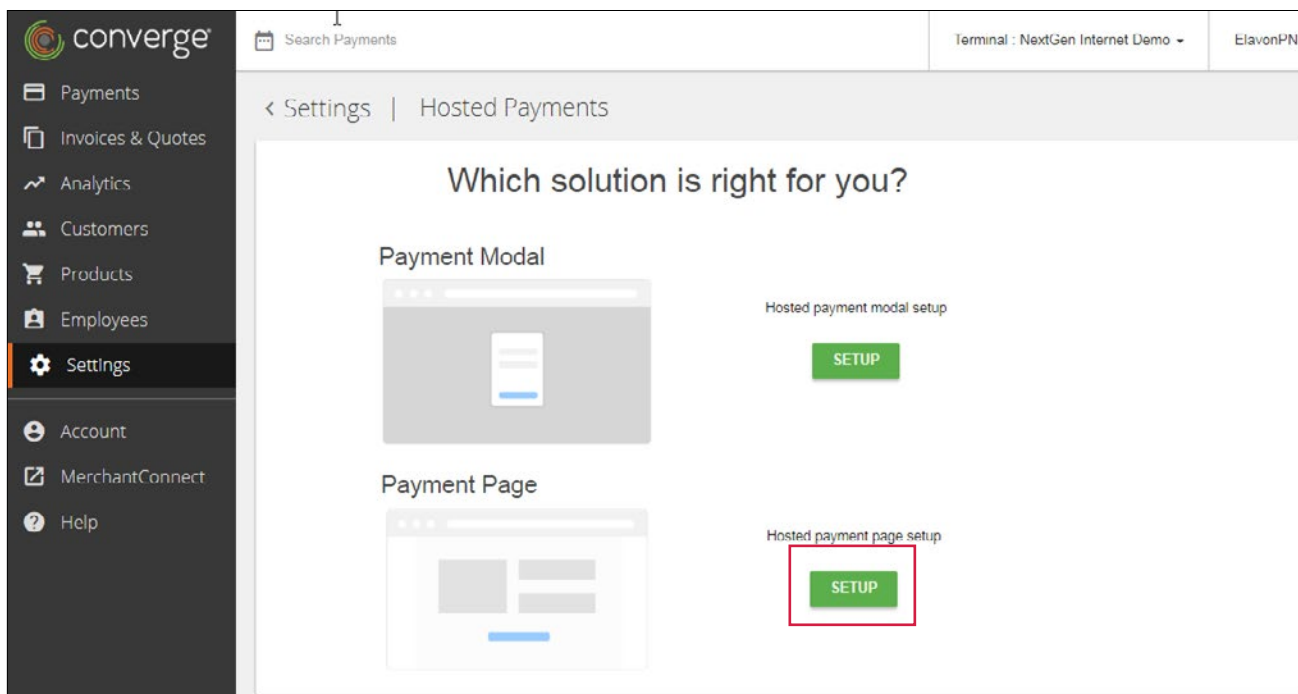 converge®
Search Payments
Terminal : NextGen Internet Demo
ElavonPN
Payments
Invoices & Quotes
Analytics
Customers
Products
Employees
Settings
Account
MerchantConnect
Help
< Settings | Hosted Payments
Which solution is right for you?
Payment Modal
Hosted payment modal setup
SETUP
Payment Page
Hosted payment page setup
SETUP